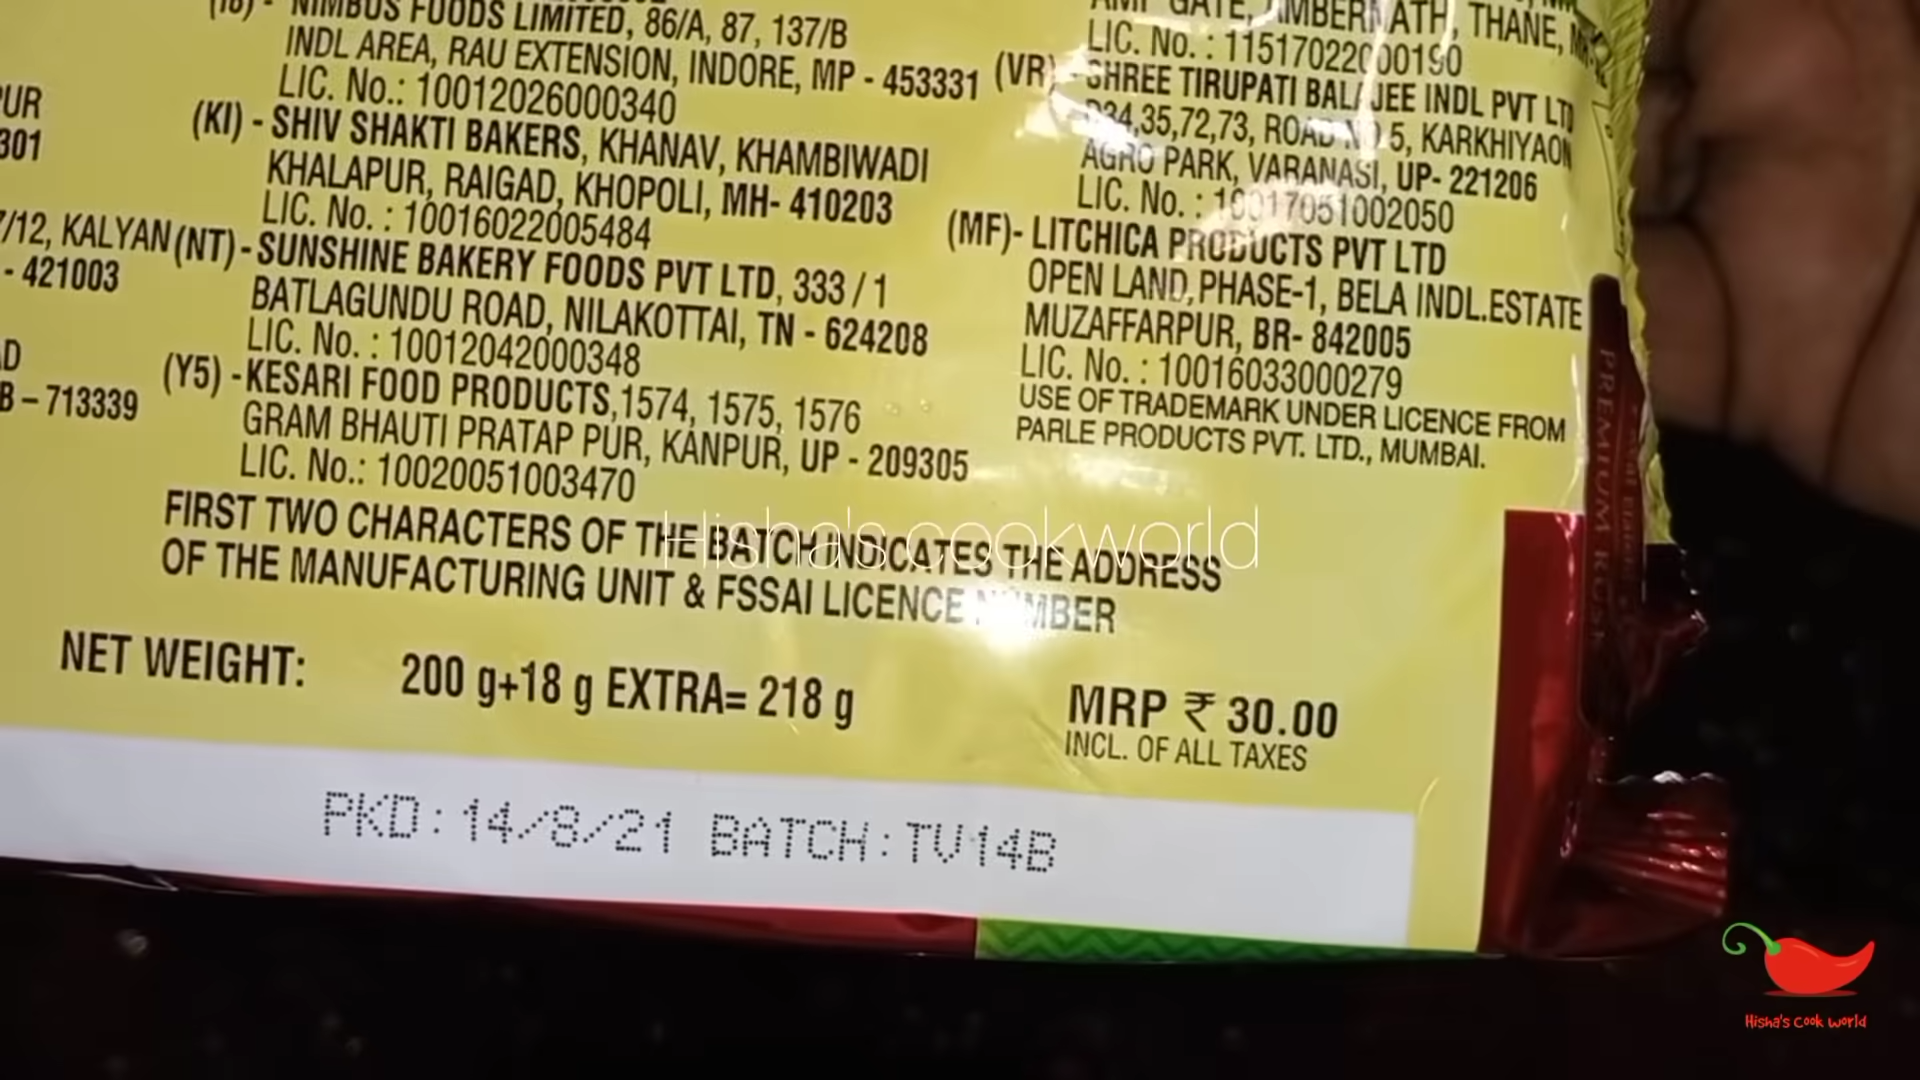 NIMBUS FOODS LIMITED, 86/A, 87, 137/B
INDL AREA, RAU EXTENSION, INDORE, MP - 453331
LIC. No.: 10012026000340
(KI) - SHIV SHAKTI BAKERS, KHANAV, KHAMBIWADI
KHALAPUR, RAIGAD, KHOPOLI, MH- 410203
LIC. No. : 10016022005484
(NT) - SUNSHINE BAKERY FOODS PVT LTD, 333 / 1
BATLAGUNDU ROAD, NILAKOTTAI, TN - 624208
LIC. No. : 10012042000348
(Y5) - KESARI FOOD PRODUCTS,1574, 1575, 1576
GRAM BHAUTI PRATAP PUR, KANPUR, UP - 209305
LIC. No.: 10020051003470
GATE, AMBERNATH, THANE,
LIC. No. : 11517022000190
(VR) - SHREE TIRUPATI BALAJEE INDL PVT LTD
34,35,72,73, ROAD NO 5, KARKHIYAON
AGRO PARK, VARANASI, UP- 221206
LIC. No. : 10017051002050
(MF)- LITCHICA PRODUCTS PVT LTD
OPEN LAND, PHASE-1, BELA INDL.ESTATE
MUZAFFARPUR, BR- 842005
LIC. No. : 10016033000279
USE OF TRADEMARK UNDER LICENCE FROM
PARLE PRODUCTS PVT. LTD., MUMBAI.
301
7/12, KALYAN
- 421003
B – 713339
FIRST TWO CHARACTERS OF THE BATCH INDICATES THE ADDRESS
OF THE MANUFACTURING UNIT & FSSAI LICENCE NUMBER
Hisha's cookworld
NET WEIGHT: 200 g+18 g EXTRA= 218 g
MRP ₹ 30.00
INCL. OF ALL TAXES
PKD: 14/8/21 BATCH: TV14B
PREMIUM RUSK
Hisha's Cook World